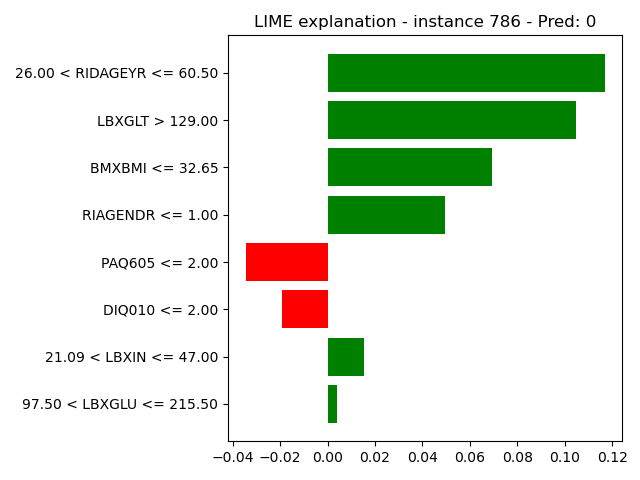 LIME explanation - instance 786 - Pred: 0
26.00 < RIDAGEYR <= 60.50
LBXGLT > 129.00
BMXBMI <= 32.65
RIAGENDR <= 1.00
PAQ605 <= 2.00
DIQ010 <= 2.00
21.09 < LBXIN <= 47.00
97.50 < LBXGLU <= 215.50
−0.04 −0.02 0.00 0.02 0.04 0.06 0.08 0.10 0.12